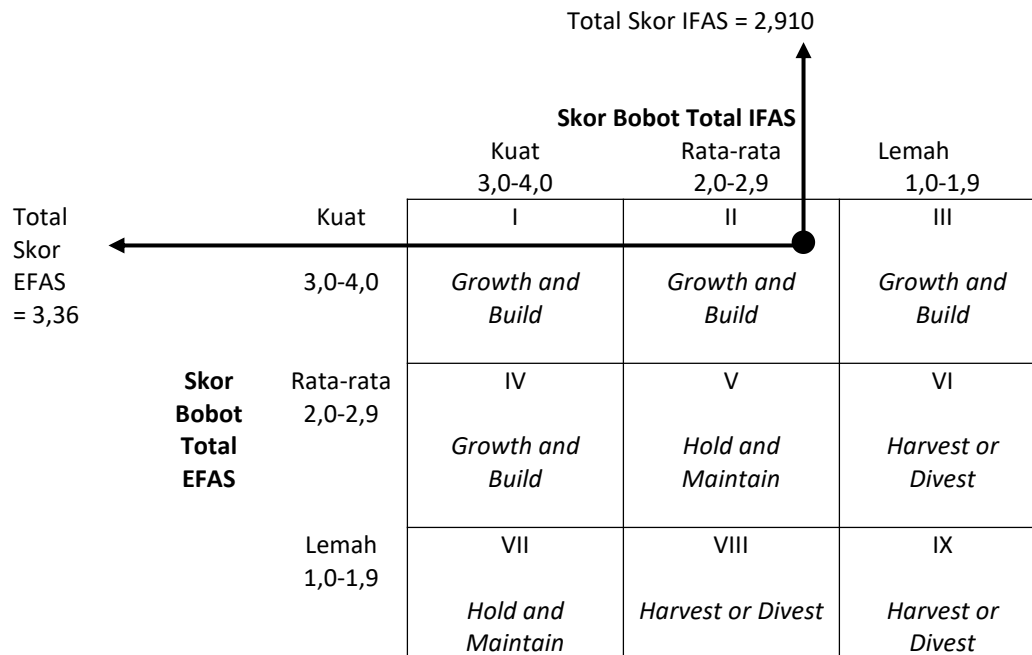 Total Skor IFAS = 2,910
Skor Bobot Total IFAS
Kuat Rata-rata Lemah
3,0-4,0 2,0-2,9 1,0-1,9
Total Kuat I II III
Skor
EFAS 3,0-4,0 Growth and Growth and Growth and
= 3,36 Build Build Build
Skor Rata-rata IV V VI
Bobot 2,0-2,9
Total Growth and Hold and Harvest or
EFAS Build Maintain Divest
Lemah VII VIII IX
1,0-1,9
Hold and Harvest or Divest Harvest or
Maintain Divest